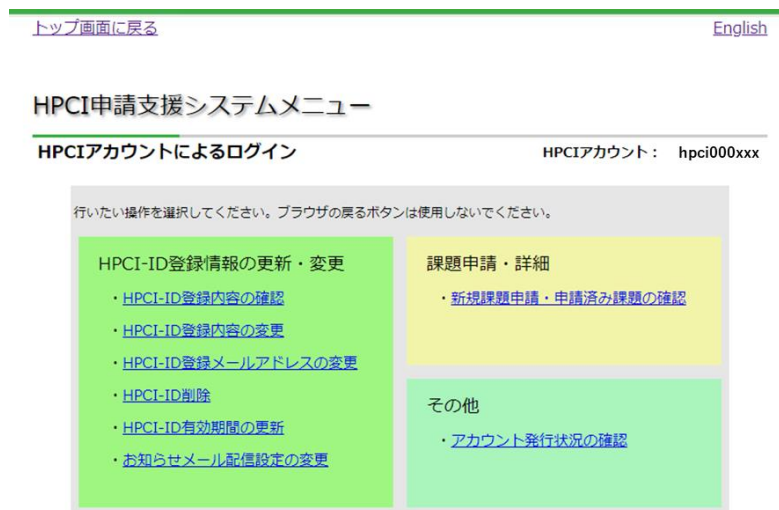 トップ画面に戻る English
HPCI申請支援システムメニュー
HPCIアカウントによるログイン HPCIアカウント： hpci000xxx
行いたい操作を選択してください。ブラウザの戻るボタンは使用しないでください。
HPCI-ID登録情報の更新・変更
・HPCI-ID登録内容の確認
・HPCI-ID登録内容の変更
・HPCI-ID登録メールアドレスの変更
・HPCI-ID削除
・HPCI-ID有効期間の更新
・お知らせメール配信設定の変更
課題申請・詳細
・新規課題申請・申請済み課題の確認
その他
・アカウント発行状況の確認